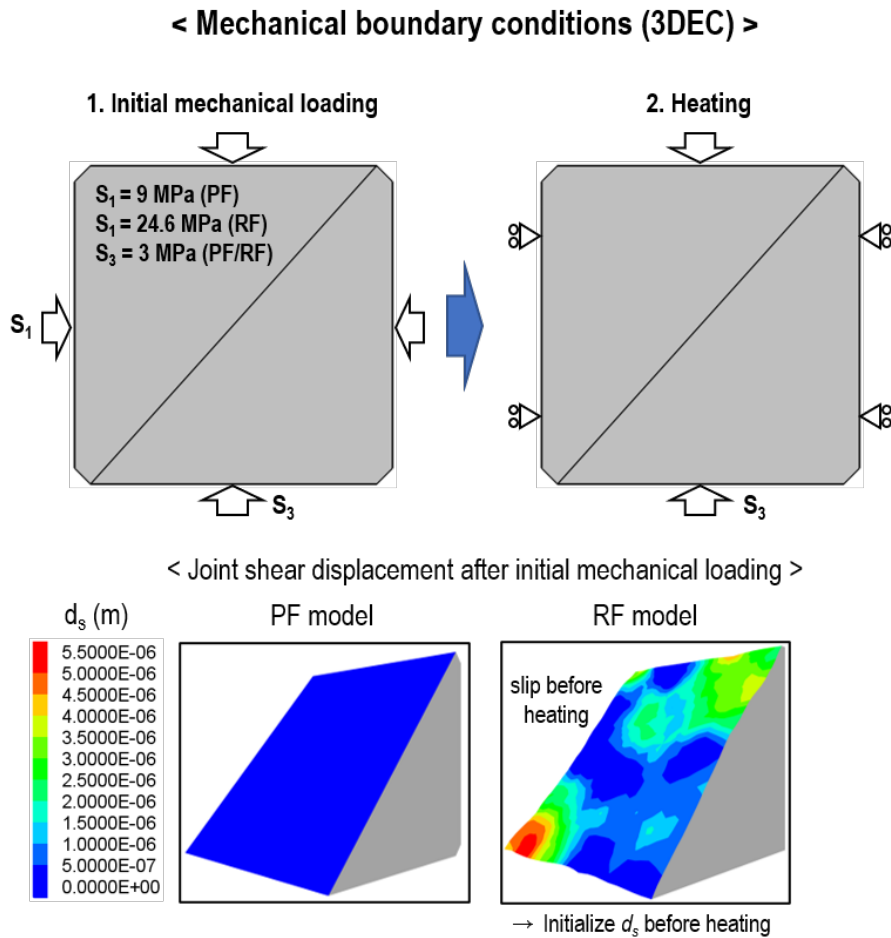 < Mechanical boundary conditions (3DEC) >
1. Initial mechanical loading
2. Heating
S₁ = 9 MPa (PF)
S₁ = 24.6 MPa (RF)
S₃ = 3 MPa (PF/RF)
S₁
S₃
S₃
< Joint shear displacement after initial mechanical loading >
dₛ (m)
PF model
RF model
5.5000E-06
5.0000E-06
4.5000E-06
4.0000E-06
3.5000E-06
3.0000E-06
2.5000E-06
2.0000E-06
1.5000E-06
1.0000E-06
5.0000E-07
0.0000E+00
slip before
heating
→ Initialize dₛ before heating